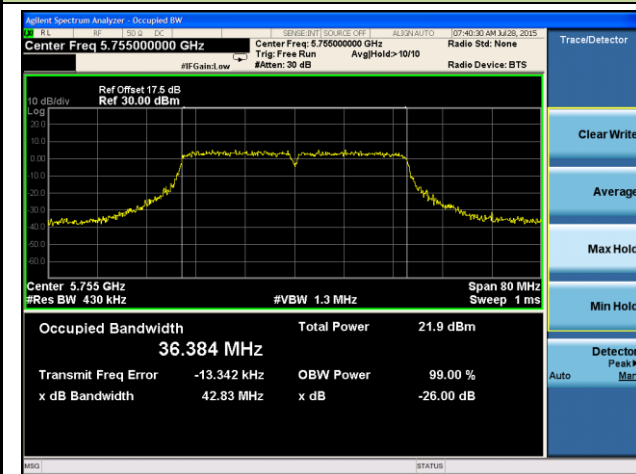 Agilent Spectrum Analyzer - Occupied BW
RL RF 50 Ω DC SENSE:INT SOURCE OFF ALIGN AUTO 07:40:30 AM Jul 28, 2015
Center Freq 5.755000000 GHz
Center Freq: 5.755000000 GHz
Radio Std: None
Trig: Free Run Avg|Hold:>10/10
#IFGain:Low #Atten: 30 dB
Radio Device: BTS
Ref Offset 17.5 dB
10 dB/div Ref 30.00 dBm
Log
20.0
10.0
0.00
-10.0
-20.0
-30.0
-40.0
-50.0
-60.0
Center 5.755 GHz Span 80 MHz
#Res BW 430 kHz #VBW 1.3 MHz Sweep 1 ms
Occupied Bandwidth Total Power 21.9 dBm
36.384 MHz
Transmit Freq Error -13.342 kHz OBW Power 99.00 %
x dB Bandwidth 42.83 MHz x dB -26.00 dB
MSG STATUS
Trace/Detector
Clear Write
Average
Max Hold
Min Hold
Detector
Peak
Auto Man